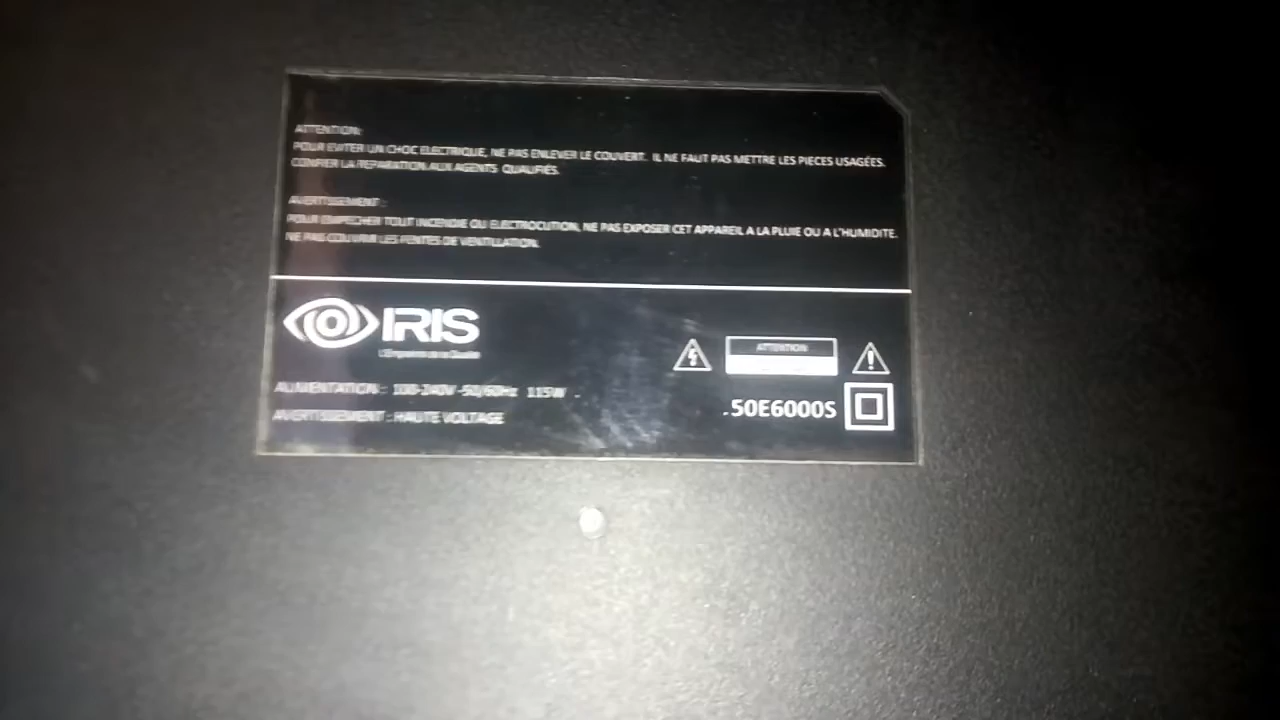 ATTENTION:
POUR EVITER UN CHOC ELECTRIQUE, NE PAS ENLEVER LE COUVERT. IL NE FAUT PAS METTRE LES PIECES USAGÉES.
CONFIER LA REPARATION AUX AGENTS QUALIFIÉS.
AVERTISSEMENT :
POUR EMPECHER TOUT INCENDIE OU ELECTROCUTION, NE PAS EXPOSER CET APPAREIL A LA PLUIE OU A L'HUMIDITE.
NE PAS COUVRIR LES FENTES DE VENTILLATION.
IRIS
ATTENTION
ALIMENTATION : 100-240V -50/60Hz 115W .
.50E6000S
AVERTISSEMENT : HAUTE VOLTAGE